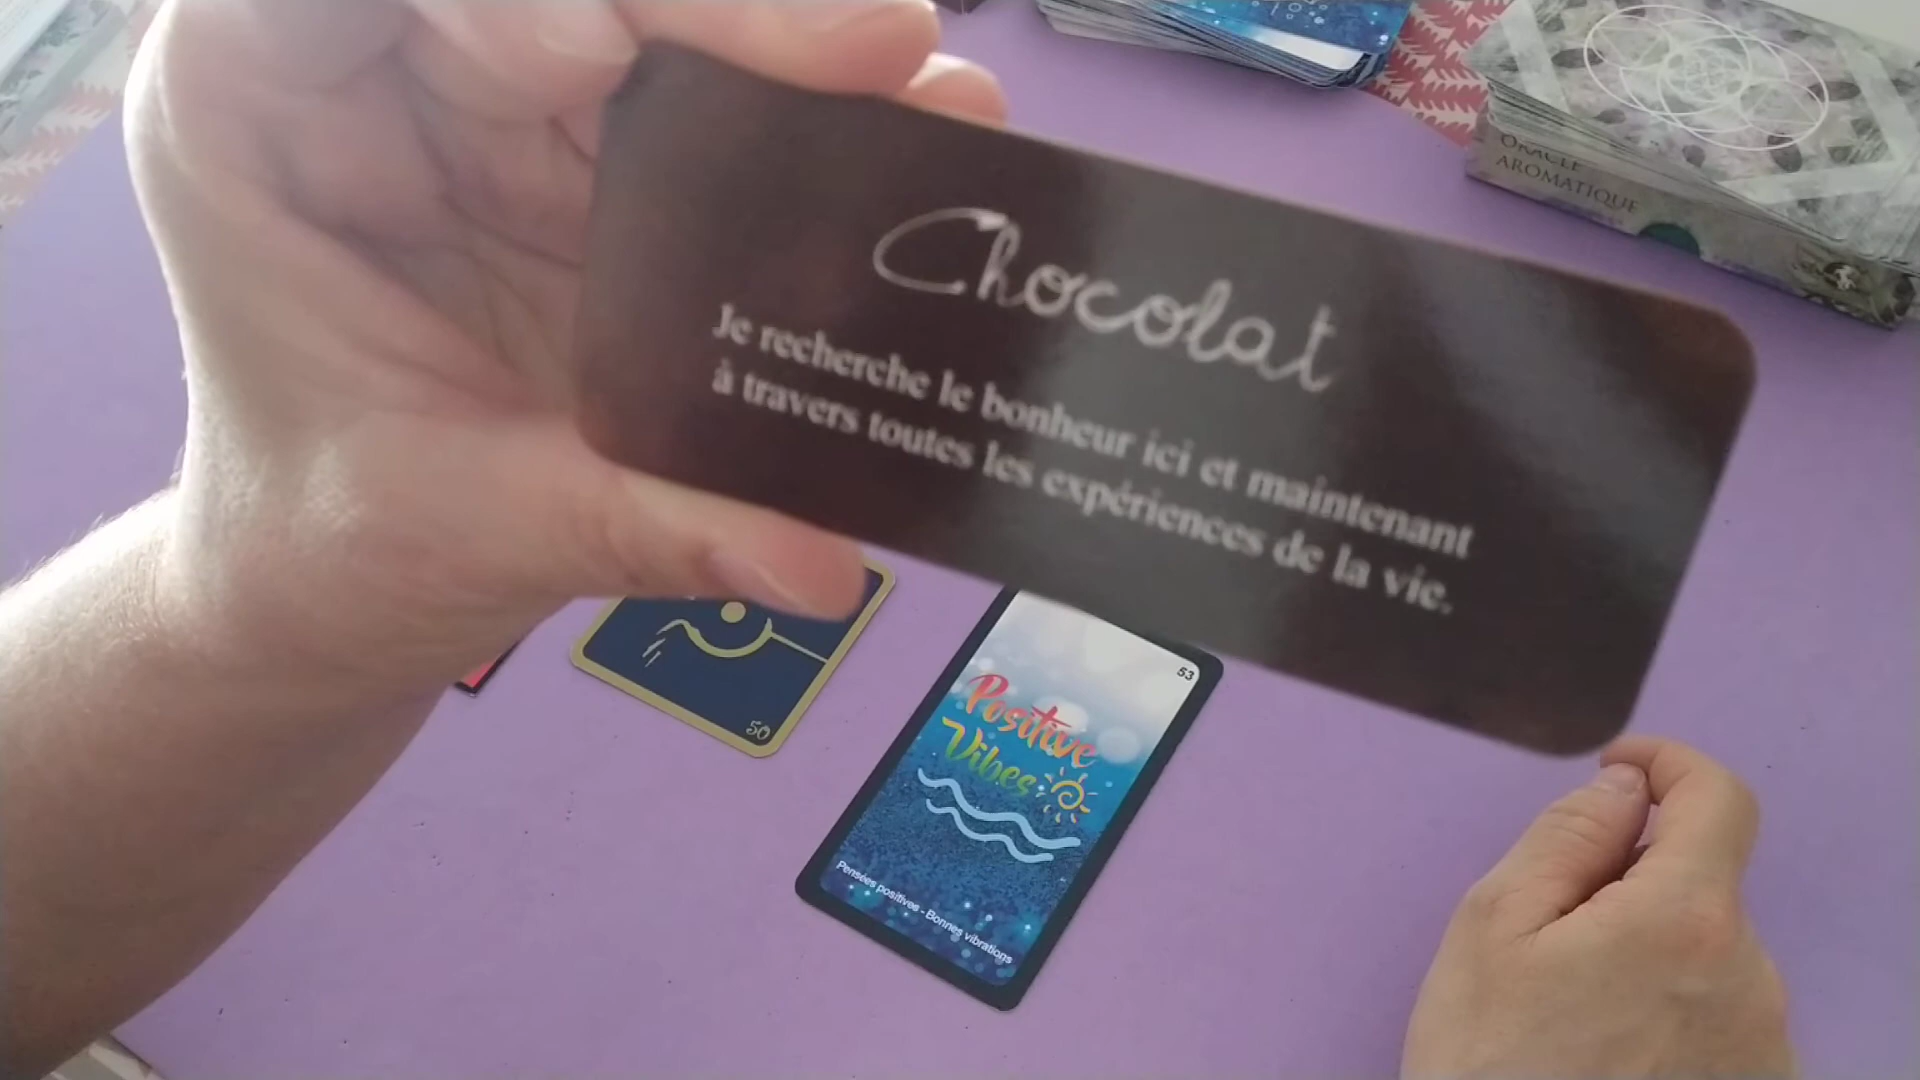 ORACLE
AROMATIQUE
Chocolat
Je recherche le bonheur ici et maintenant
à travers toutes les expériences de la vie.
50
53
Positive
Vibes
Pensées positives - Bonnes vibrations